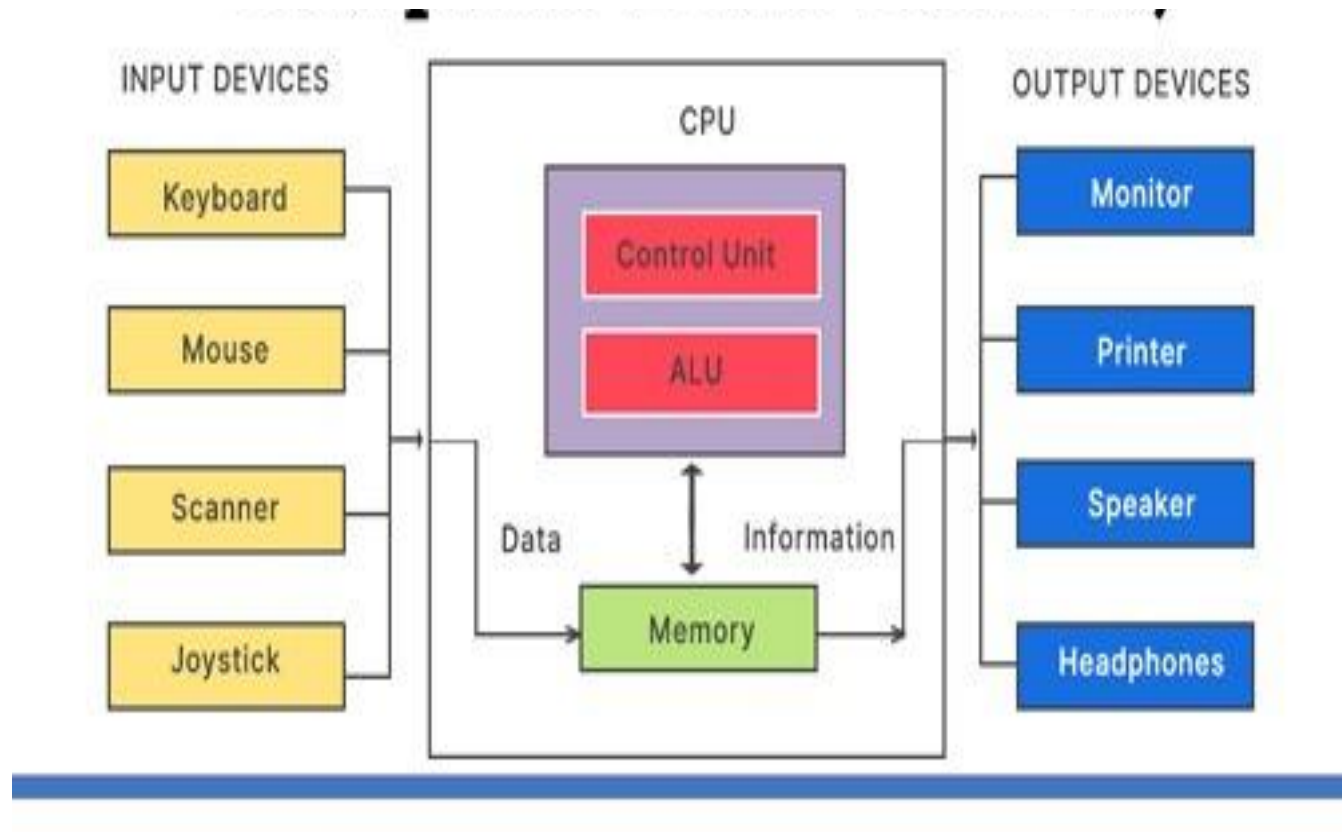 INPUT DEVICES
Keyboard
Mouse
Scanner
Joystick
CPU
Control Unit
ALU
Data
Information
Memory
OUTPUT DEVICES
Monitor
Printer
Speaker
Headphones